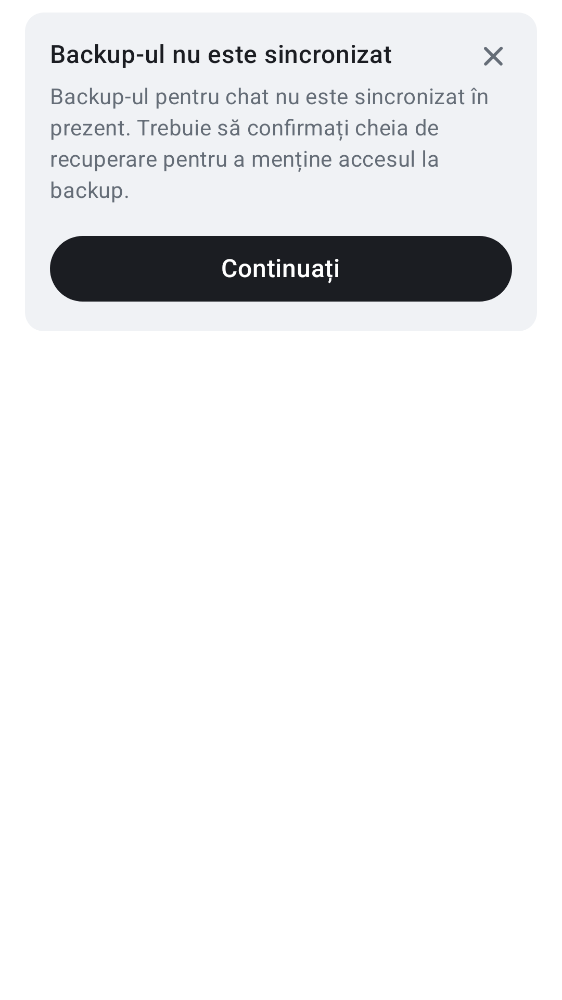 Backup-ul nu este sincronizat
Backup-ul pentru chat nu este sincronizat în
prezent. Trebuie să confirmați cheia de
recuperare pentru a menține accesul la
backup.
Continuați